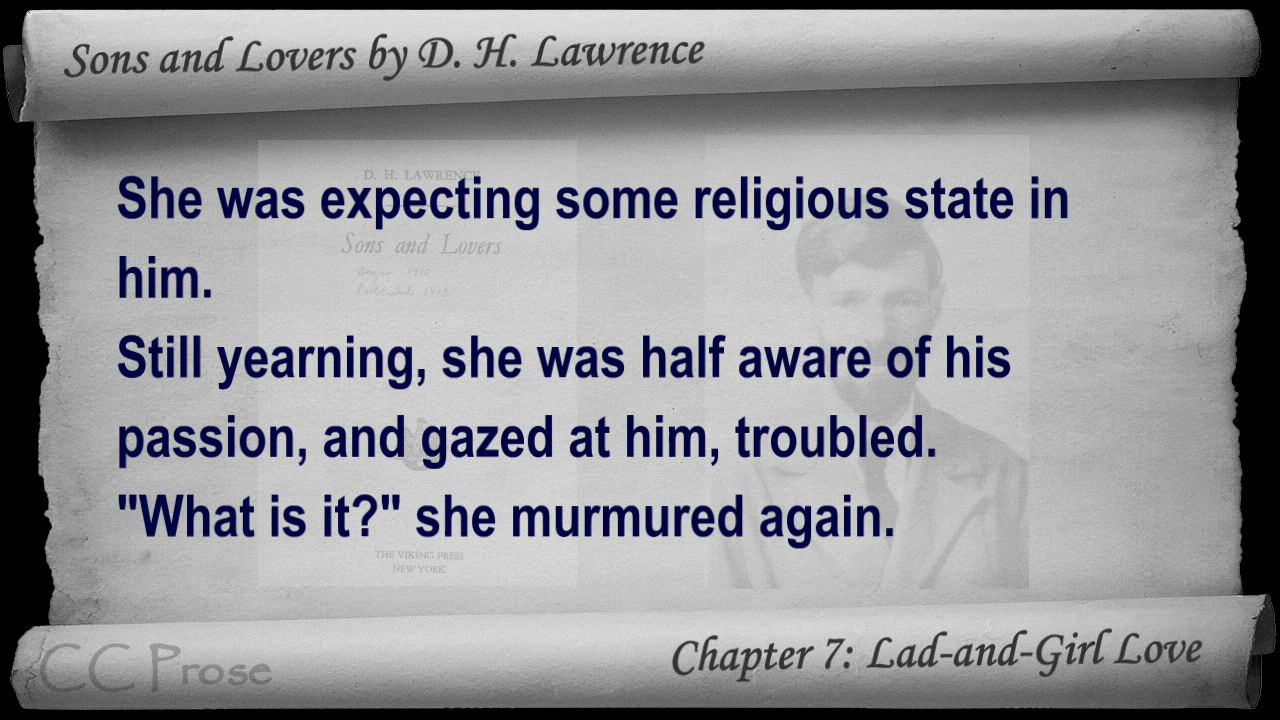 Sons and Lovers by D. H. Lawrence
D. H. LAWRENCE
She was expecting some religious state in
Sons and Lovers
him.
Still yearning, she was half aware of his
passion, and gazed at him, troubled.
"What is it?" she murmured again.
THE VIKING PRESS
NEW YORK
Chapter 7: Lad-and-Girl Love
CC Prose